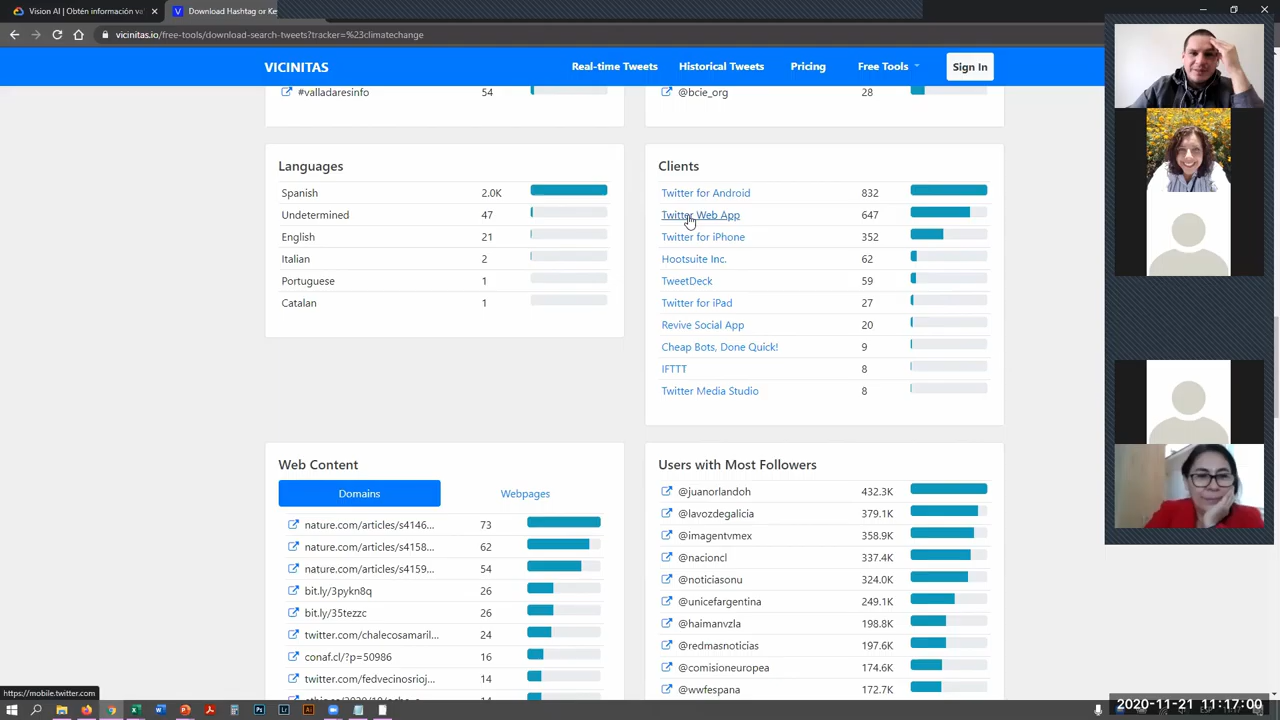 Vision AI | Obtén información va
Download Hashtag or Key
vicinitas.io/free-tools/download-search-tweets?tracker=%23climatechange
VICINITAS
Real-time Tweets
Historical Tweets
Pricing
Free Tools
Sign In
#valladaresinfo 54
@bcie_org 28
Languages
Spanish 2.0K
Undetermined 47
English 21
Italian 2
Portuguese 1
Catalan 1
Clients
Twitter for Android 832
Twitter Web App 647
Twitter for iPhone 352
Hootsuite Inc. 62
TweetDeck 59
Twitter for iPad 27
Revive Social App 20
Cheap Bots, Done Quick! 9
IFTTT 8
Twitter Media Studio 8
Web Content
Domains
Webpages
nature.com/articles/s4146... 73
nature.com/articles/s4158... 62
nature.com/articles/s4159... 54
bit.ly/3pykn8q 26
bit.ly/35tezzc 26
twitter.com/chalecosamaril... 24
conaf.cl/?p=50986 16
twitter.com/fedvecinosrioj... 14
Users with Most Followers
@juanorlandoh 432.3K
@lavozdegalicia 379.1K
@imagentvmex 358.9K
@nacioncl 337.4K
@noticiasonu 324.0K
@unicefargentina 249.1K
@haimanvzla 198.8K
@redmasnoticias 197.6K
@comisioneuropea 174.6K
@wwfespana 172.7K
https://mobile.twitter.com
2020-11-21 11:17:00